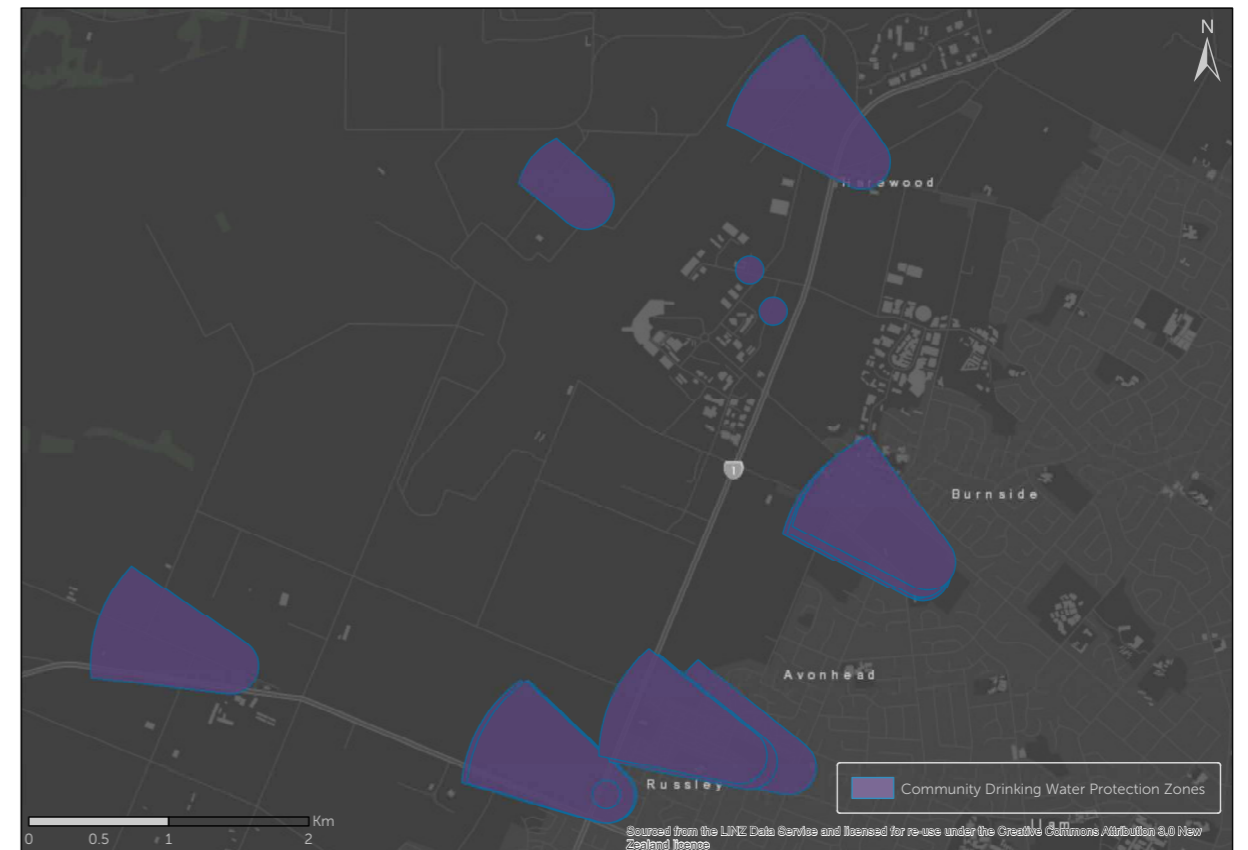 N
Harewood
1
Burnside
Avonhead
Russley
Community Drinking Water Protection Zones
Ilam
Km
0 0.5 1 2
Sourced from the LINZ Data Service and licensed for re-use under the Creative Commons Attribution 3.0 New
Zealand licence